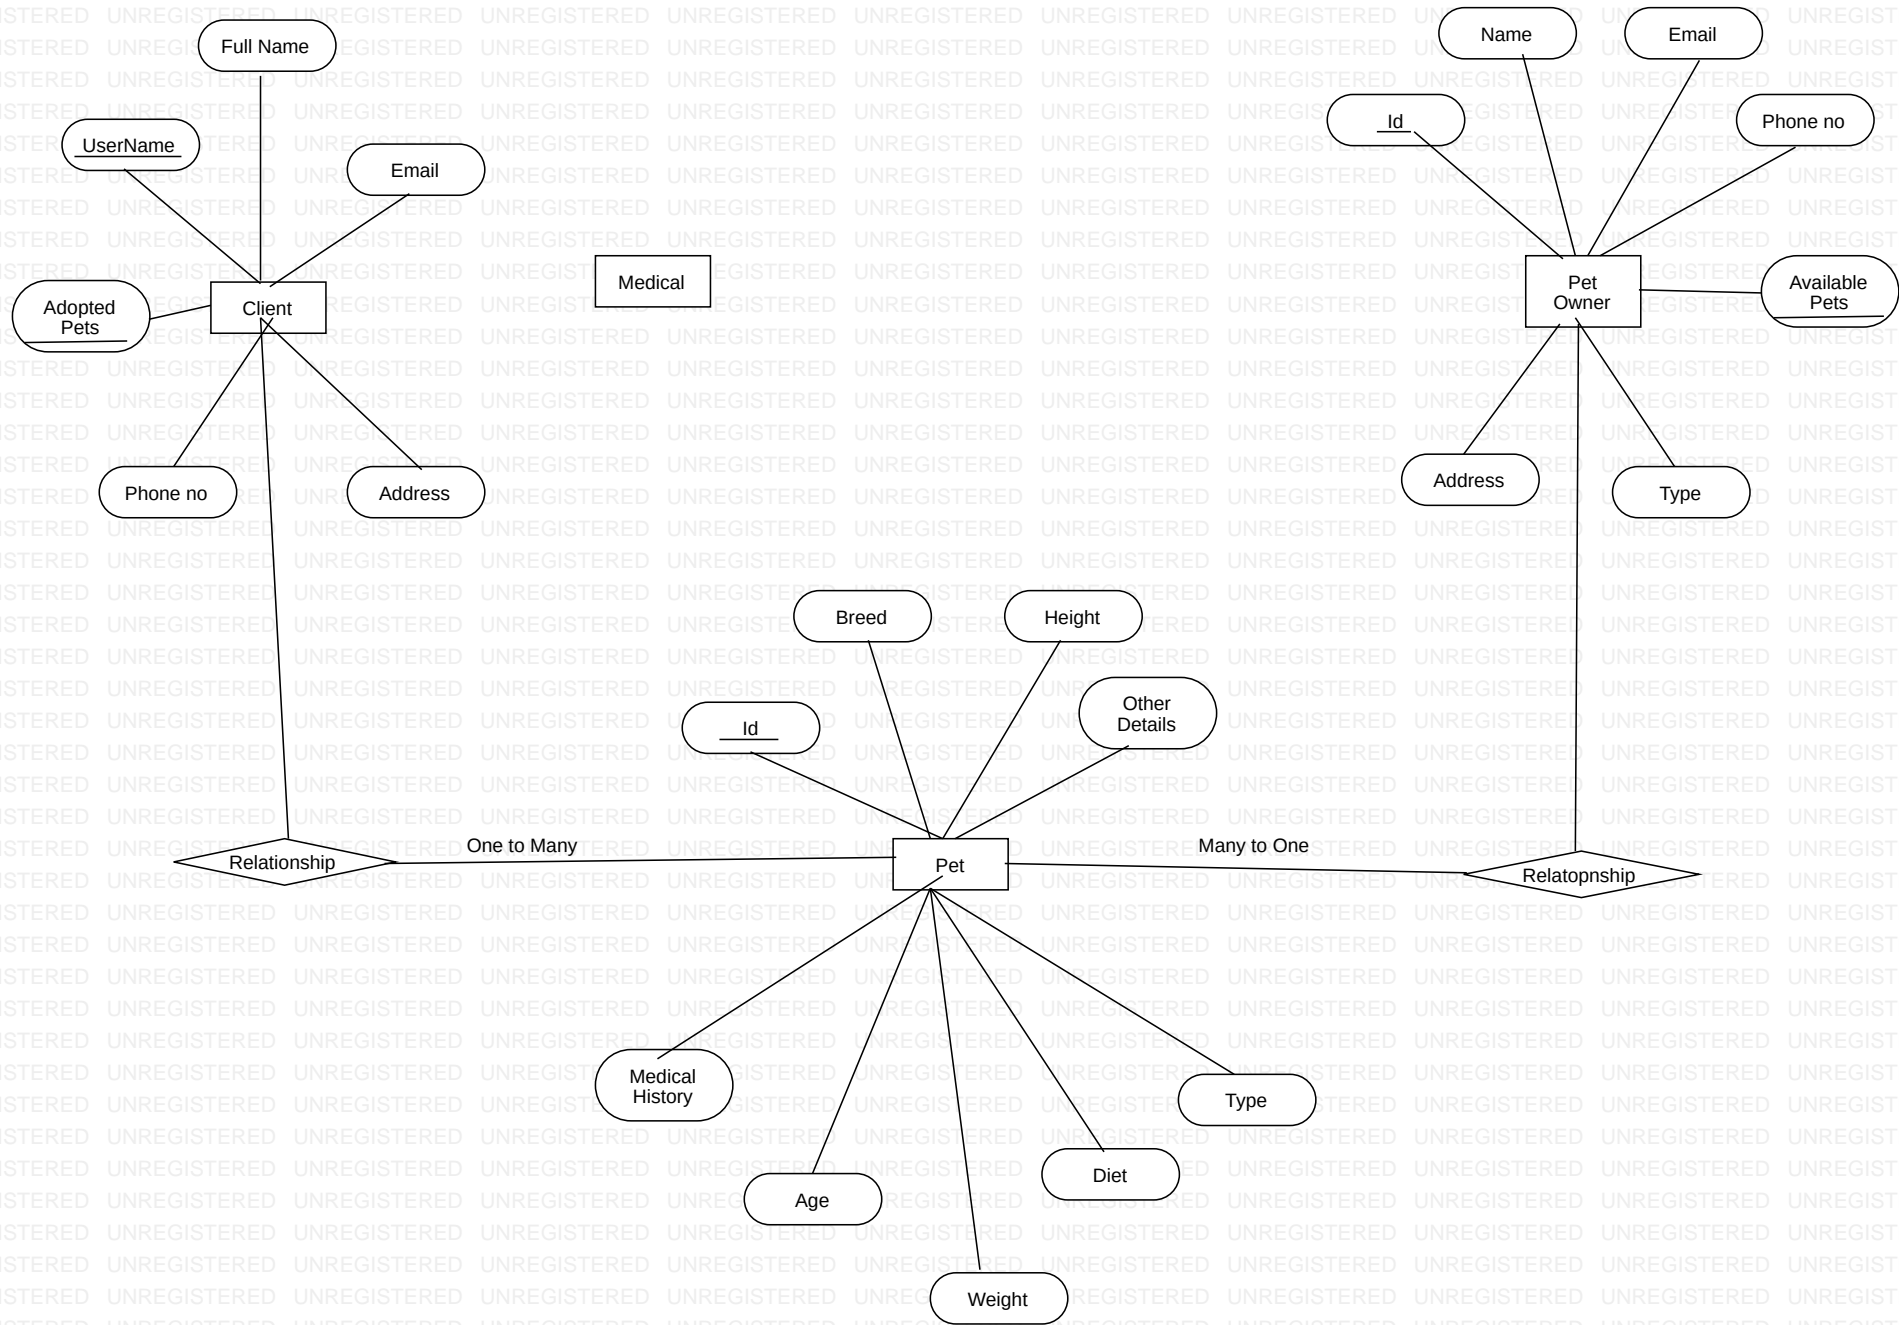 Full Name
Name
Email
Id
Phone no
UserName
Email
Adopted
Pets
Client
Medical
Pet
Owner
Available
Pets
Phone no
Address
Address
Type
Breed
Height
Id
Other
Details
One to Many
Many to One
Relationship
Pet
Relatopnship
Medical
History
Type
Diet
Age
Weight
UNREGISTERED